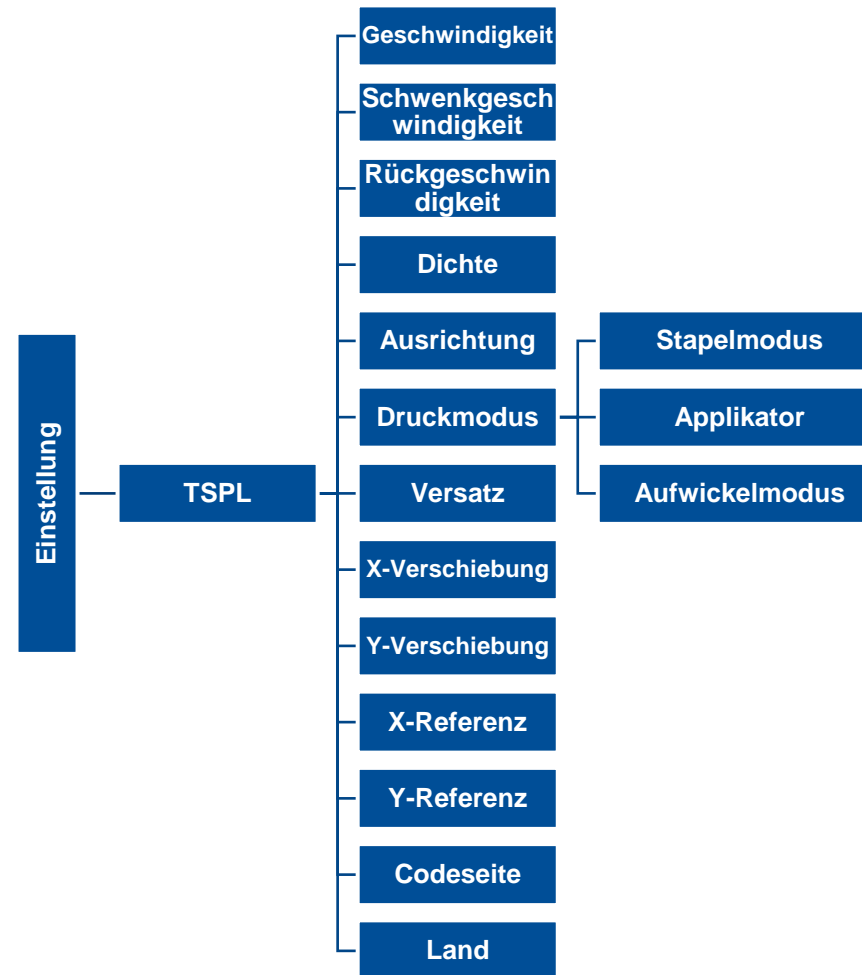 Geschwindigkeit
Schwenkgesch
windigkeit
Rückgeschwin
digkeit
Dichte
Ausrichtung
Stapelmodus
Druckmodus
Applikator
Einstellung
TSPL
Versatz
Aufwickelmodus
X-Verschiebung
Y-Verschiebung
X-Referenz
Y-Referenz
Codeseite
Land